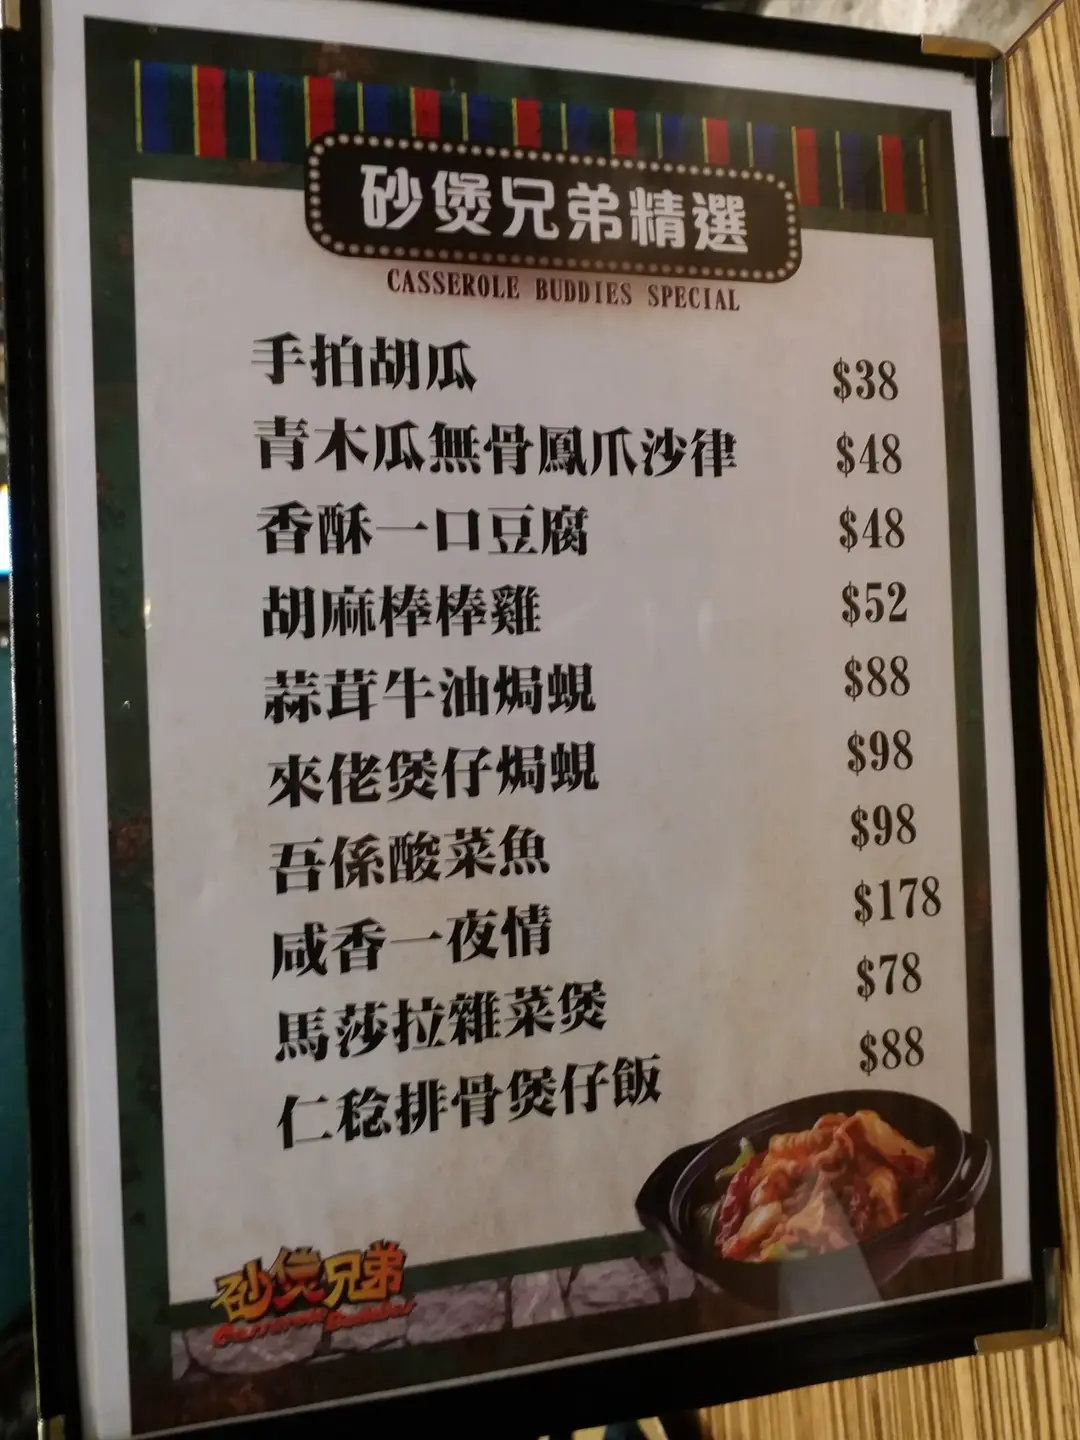 砂煲兄弟精選
CASSEROLE BUDDIES SPECIAL
手拍胡瓜 $38
青木瓜無骨鳳爪沙律 $48
香酥一口豆腐 $48
胡麻棒棒雞 $52
蒜茸牛油焗蜆 $88
來佬煲仔焗蜆 $98
吾係酸菜魚 $98
咸香一夜情 $178
馬莎拉雜菜煲 $78
仁稔排骨煲仔飯 $88
砂煲兄弟
Casserole Buddies